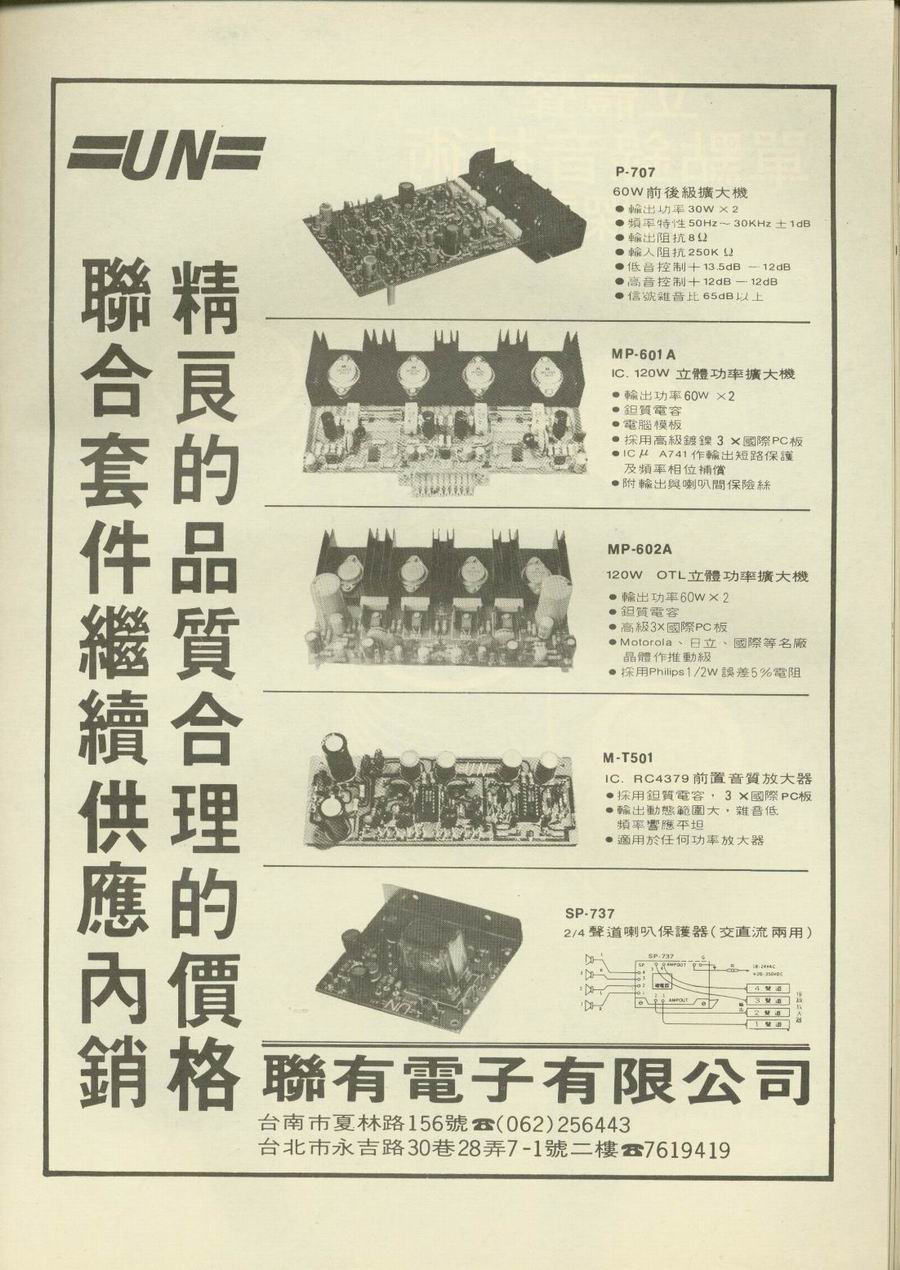 =UN=
精良的品質合理的價格
聯合套件繼續供應內銷
P-707
60W 前後級擴大機
●輸出功率 30W × 2
●頻率特性 50Hz～30KHz ±1dB
●輸出阻抗 8Ω
●輸入阻抗 250K Ω
●低音控制＋13.5dB －12dB
●高音控制＋12dB －12dB
●信號雜音比 65dB 以上
MP-601A
IC. 120W 立體功率擴大機
●輸出功率 60W ×2
●鉭質電容
●電腦模板
●採用高級鍍鎳 3 ×國際PC板
●IC μ A741 作輸出短路保護
及頻率相位補償
●附輸出與喇叭間保險絲
MP-602A
120W OTL 立體功率擴大機
●輸出功率60W × 2
●鉭質電容
●高級3X國際PC板
●Motorola、日立、國際等名廠
晶體作推動級
●採用Philips 1/2W 誤差5％電阻
M-T501
IC. RC4379 前置音質放大器
●採用鉭質電容，3 ×國際PC板
●輸出動態範圍大，雜音低
頻率響應平坦
●適用於任何功率放大器
SP-737
2/4 聲道喇叭保護器(交直流兩用)
SP-737
SP
AMPOUT
G
AMPOUT
4 聲道
3 聲道
2 聲道
1 聲道
聯有電子有限公司
台南市夏林路156號☎(062)256443
台北市永吉路30巷28弄7-1號二樓☎7619419